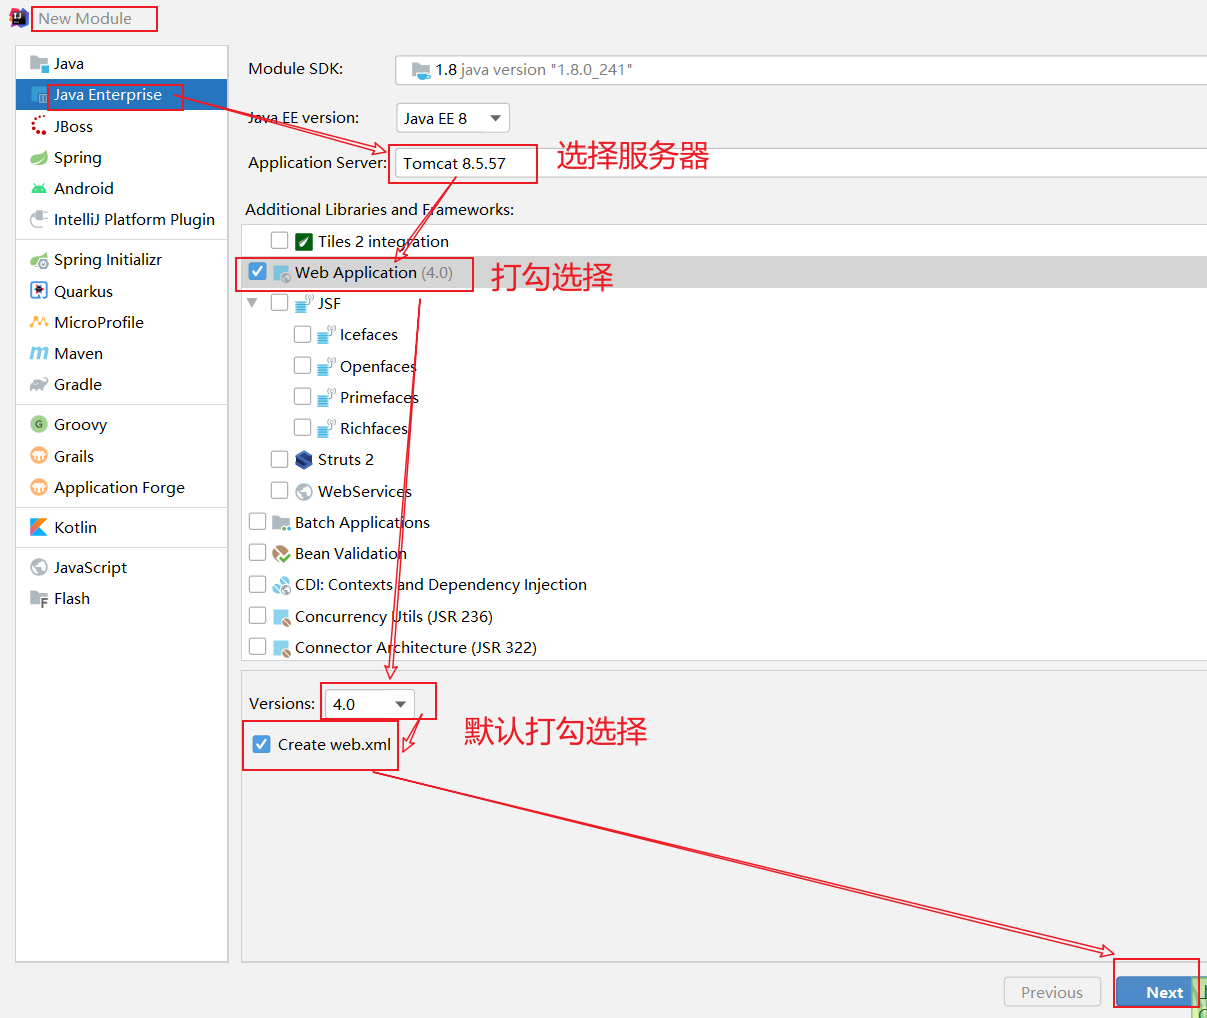 New Module
Java
Java Enterprise
JBoss
Spring
Android
IntelliJ Platform Plugin
Spring Initializr
Quarkus
MicroProfile
Maven
Gradle
Groovy
Grails
Application Forge
Kotlin
JavaScript
Flash
Module SDK: 1.8 java version "1.8.0_241"
Java EE version: Java EE 8
Application Server: Tomcat 8.5.57 选择服务器
Additional Libraries and Frameworks:
Tiles 2 integration
Web Application (4.0) 打勾选择
JSF
Icefaces
Openfaces
Primefaces
Richfaces
Struts 2
WebServices
Batch Applications
Bean Validation
CDI: Contexts and Dependency Injection
Concurrency Utils (JSR 236)
Connector Architecture (JSR 322)
Versions: 4.0
默认打勾选择
Create web.xml
Previous Next